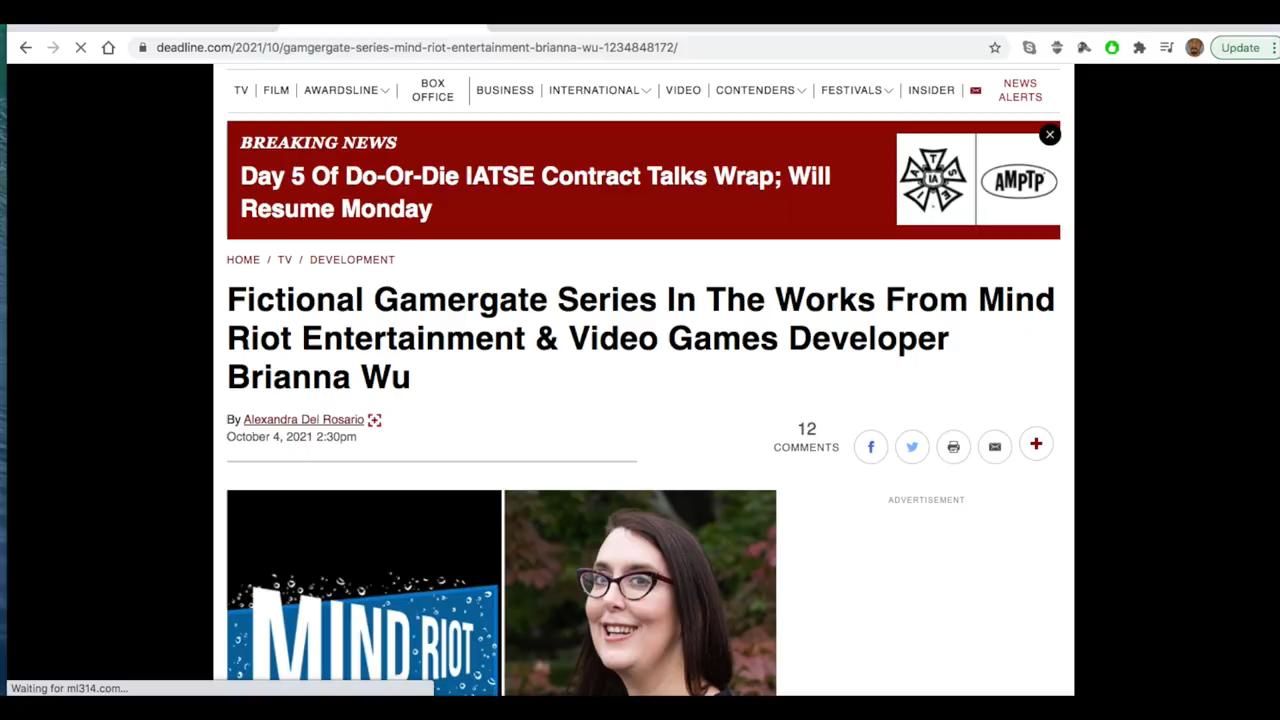 deadline.com/2021/10/gamgergate-series-mind-riot-entertainment-brianna-wu-1234848172/
Update
TV
FILM
AWARDSLINE
BOX
OFFICE
BUSINESS
INTERNATIONAL
VIDEO
CONTENDERS
FESTIVALS
INSIDER
NEWS
ALERTS
BREAKING NEWS
Day 5 Of Do-Or-Die IATSE Contract Talks Wrap; Will
Resume Monday
IATSE
AMPTP
HOME / TV / DEVELOPMENT
Fictional Gamergate Series In The Works From Mind
Riot Entertainment & Video Games Developer
Brianna Wu
By Alexandra Del Rosario
October 4, 2021 2:30pm
12
COMMENTS
ADVERTISEMENT
MIND RIOT
Waiting for ml314.com...